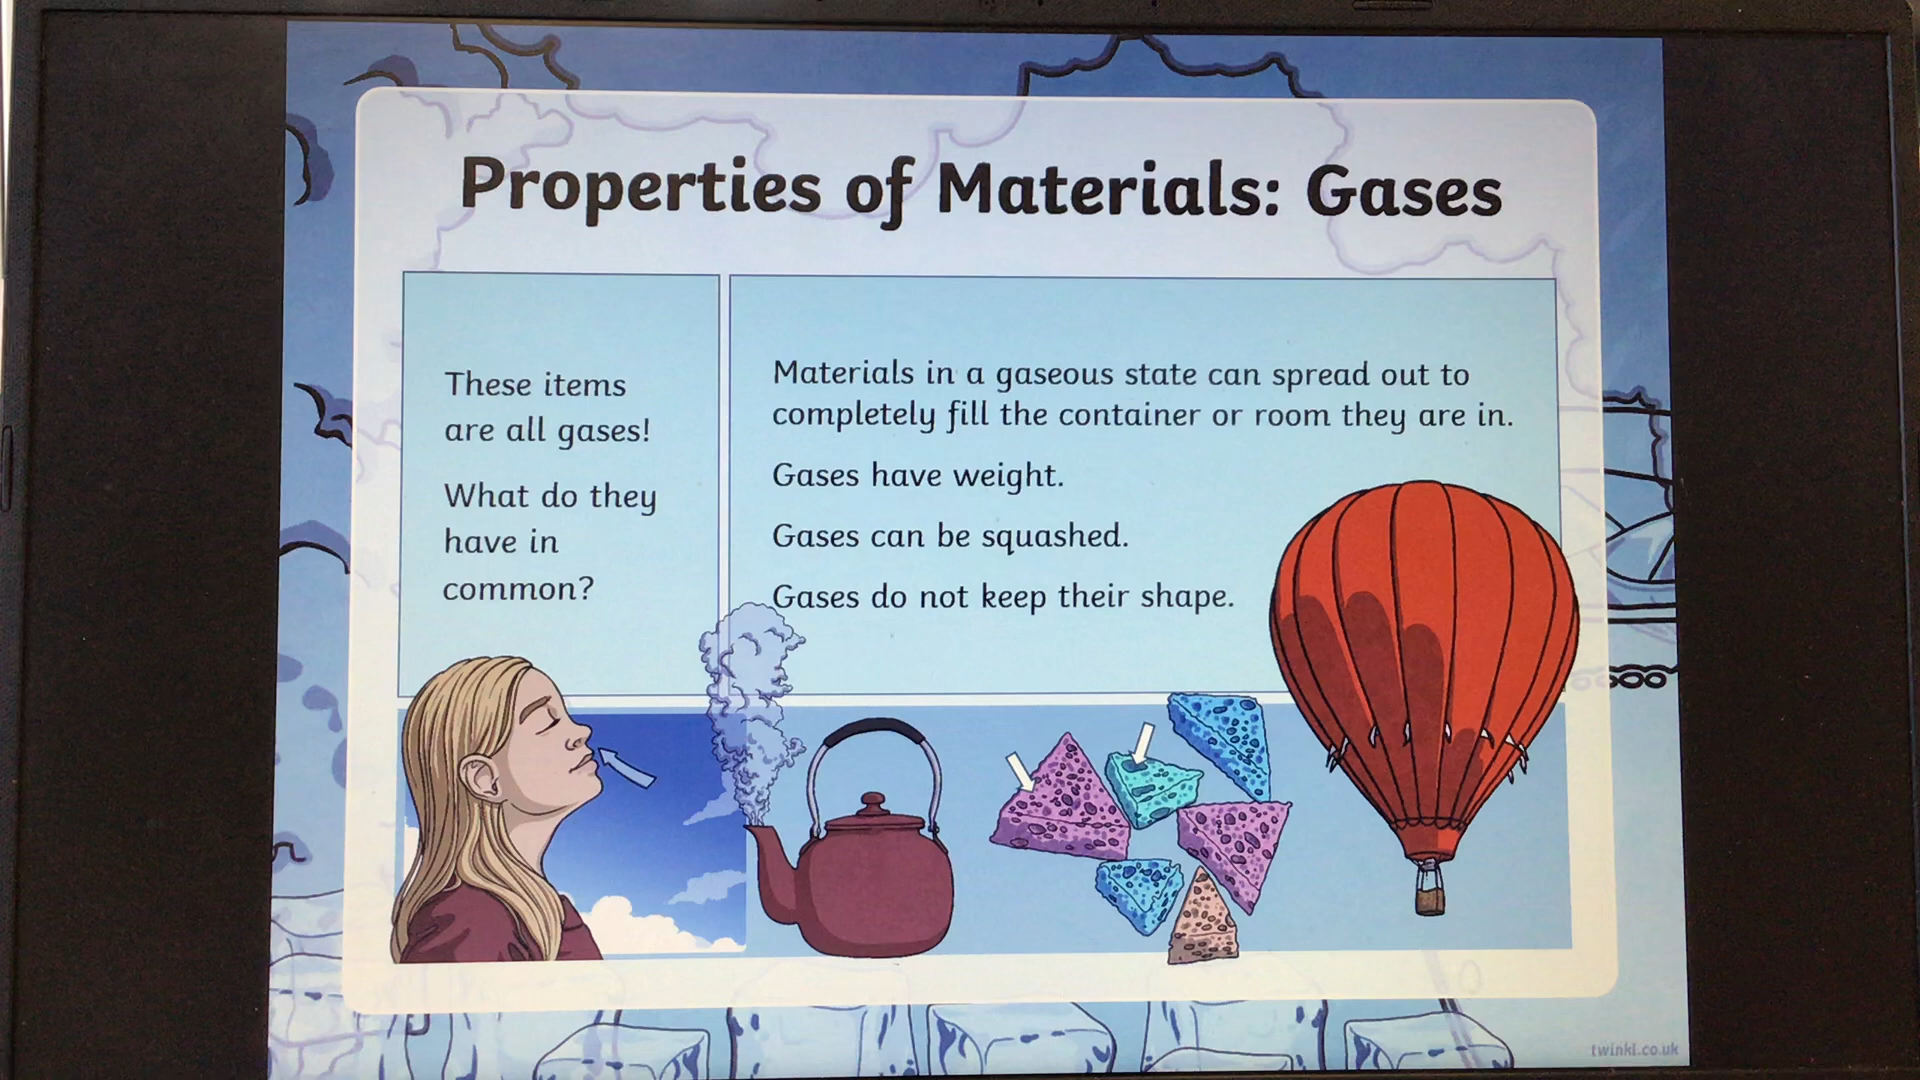 Properties of Materials: Gases
These items
are all gases!
What do they
have in
common?
Materials in a gaseous state can spread out to
completely fill the container or room they are in.
Gases have weight.
Gases can be squashed.
Gases do not keep their shape.
twinkl.co.uk